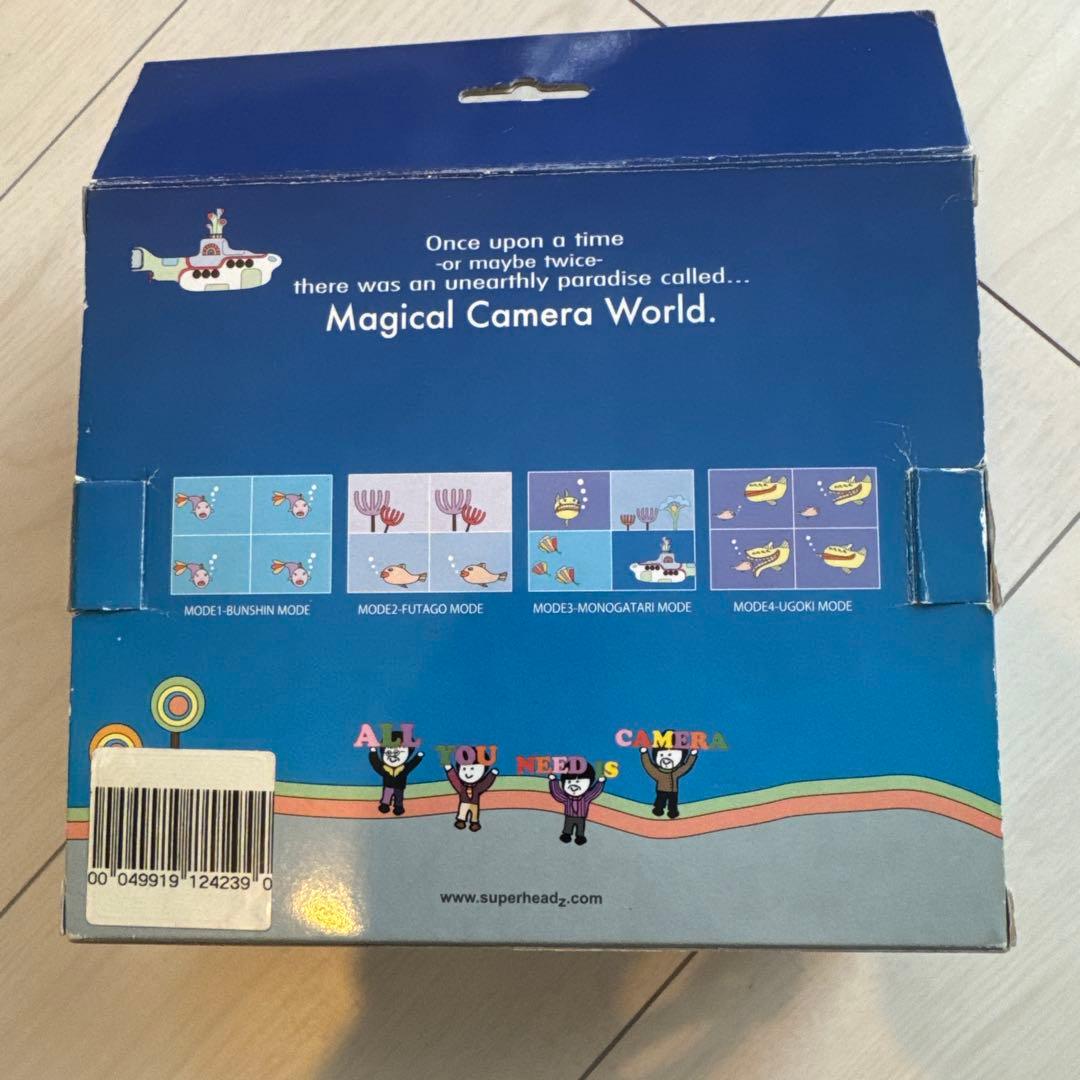 Once upon a time
-or maybe twice-
there was an unearthly paradise called...
Magical Camera World.
MODE1-BUNSHIN MODE
MODE2-FUTAGO MODE
MODE3-MONOGATARI MODE
MODE4-UGOKI MODE
ALL YOU NEED IS CAMERA
00 049919 124239 0
www.superheadz.com